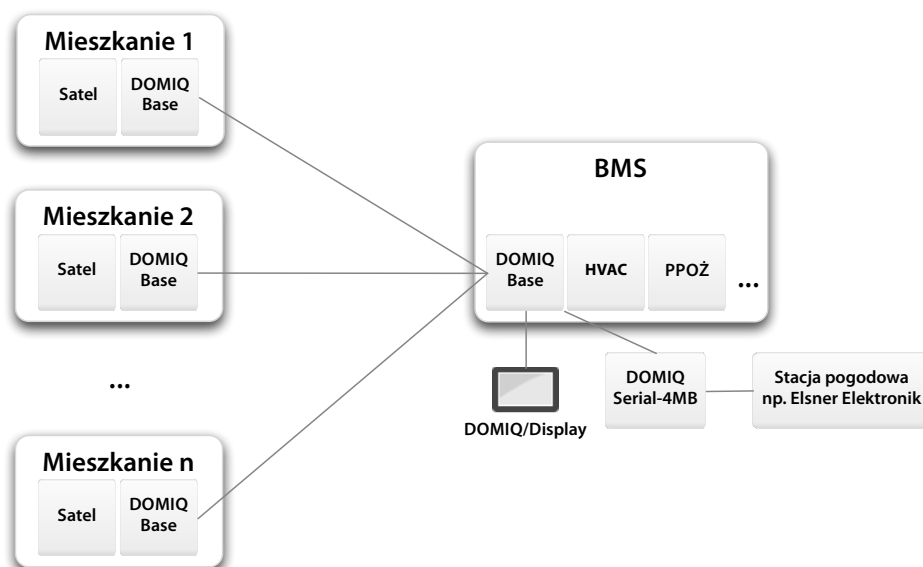 Mieszkanie 1
Satel
DOMIQ
Base
Mieszkanie 2
Satel
DOMIQ
Base
...
Mieszkanie n
Satel
DOMIQ
Base
BMS
DOMIQ
Base
HVAC
PPOŻ
...
DOMIQ/Display
DOMIQ
Serial-4MB
Stacja pogodowa
np. Elsner Elektronik